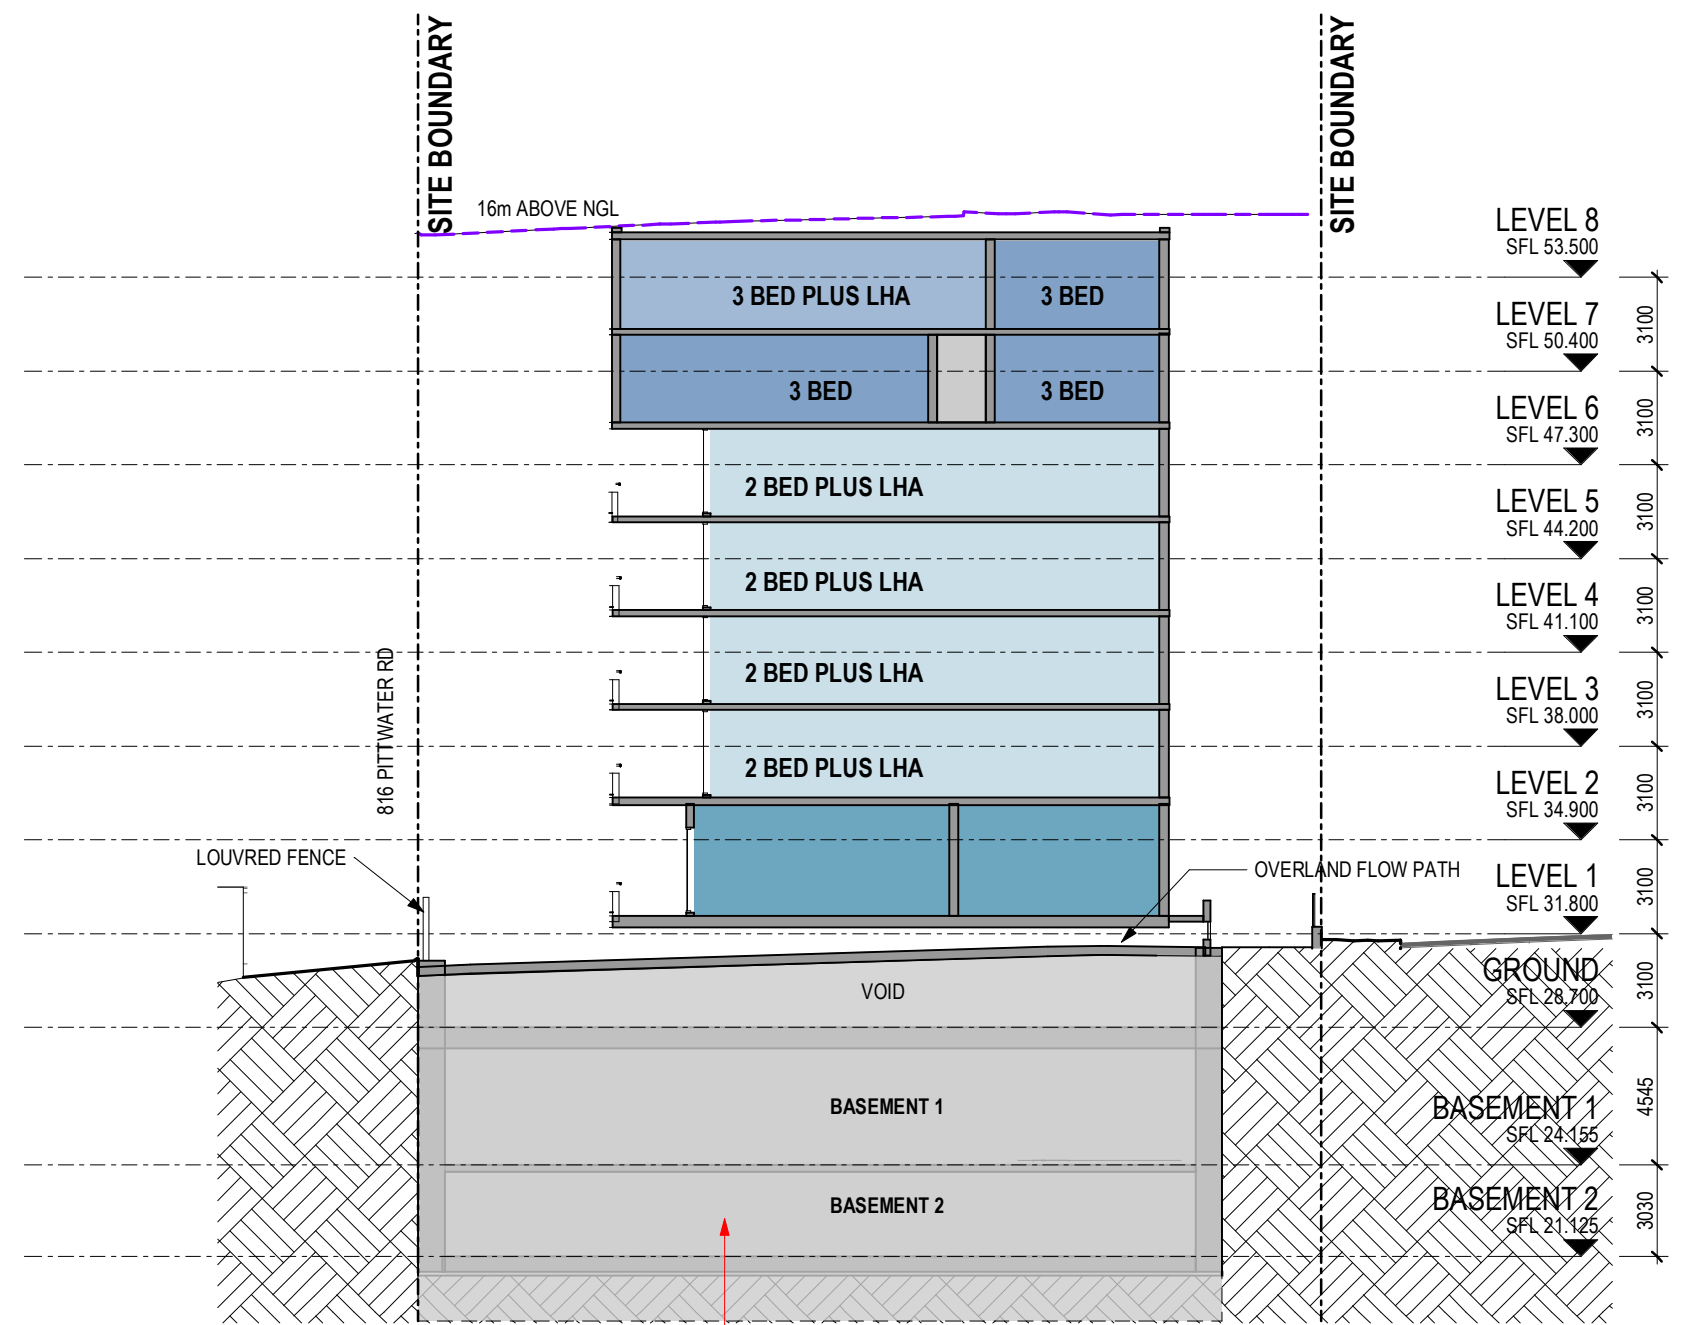 SITE BOUNDARY
SITE BOUNDARY
16m ABOVE NGL
LEVEL 8
SFL 53.500
3 BED PLUS LHA
3 BED
LEVEL 7
SFL 50.400
3100
3 BED
3 BED
LEVEL 6
SFL 47.300
3100
2 BED PLUS LHA
LEVEL 5
SFL 44.200
3100
2 BED PLUS LHA
LEVEL 4
SFL 41.100
3100
2 BED PLUS LHA
LEVEL 3
SFL 38.000
3100
816 PITTWATER RD
2 BED PLUS LHA
LEVEL 2
SFL 34.900
3100
LOUVRED FENCE
OVERLAND FLOW PATH
LEVEL 1
SFL 31.800
3100
VOID
GROUND
SFL 28.700
3100
BASEMENT 1
BASEMENT 1
SFL 24.155
4545
BASEMENT 2
BASEMENT 2
SFL 21.125
3030